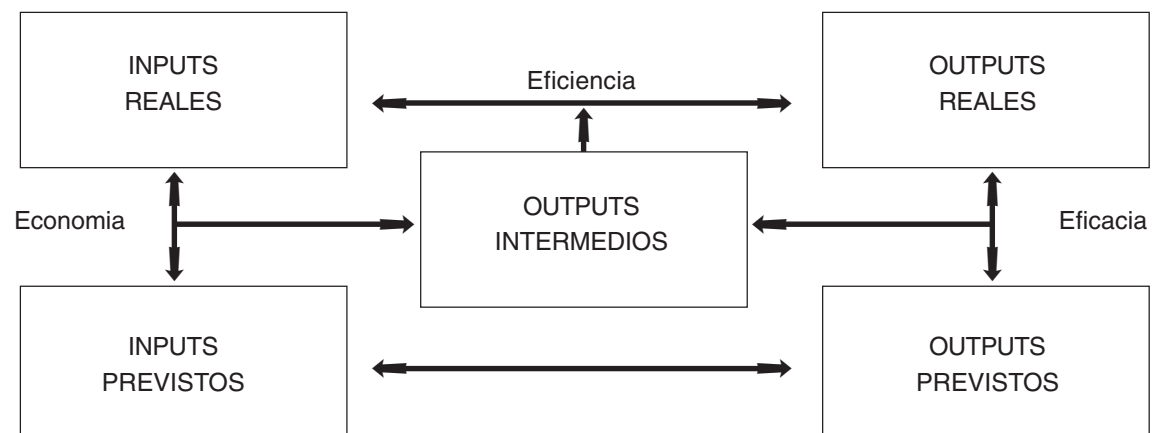 INPUTS
REALES
Eficiencia
OUTPUTS
REALES
Economia
OUTPUTS
INTERMEDIOS
Eficacia
INPUTS
PREVISTOS
OUTPUTS
PREVISTOS